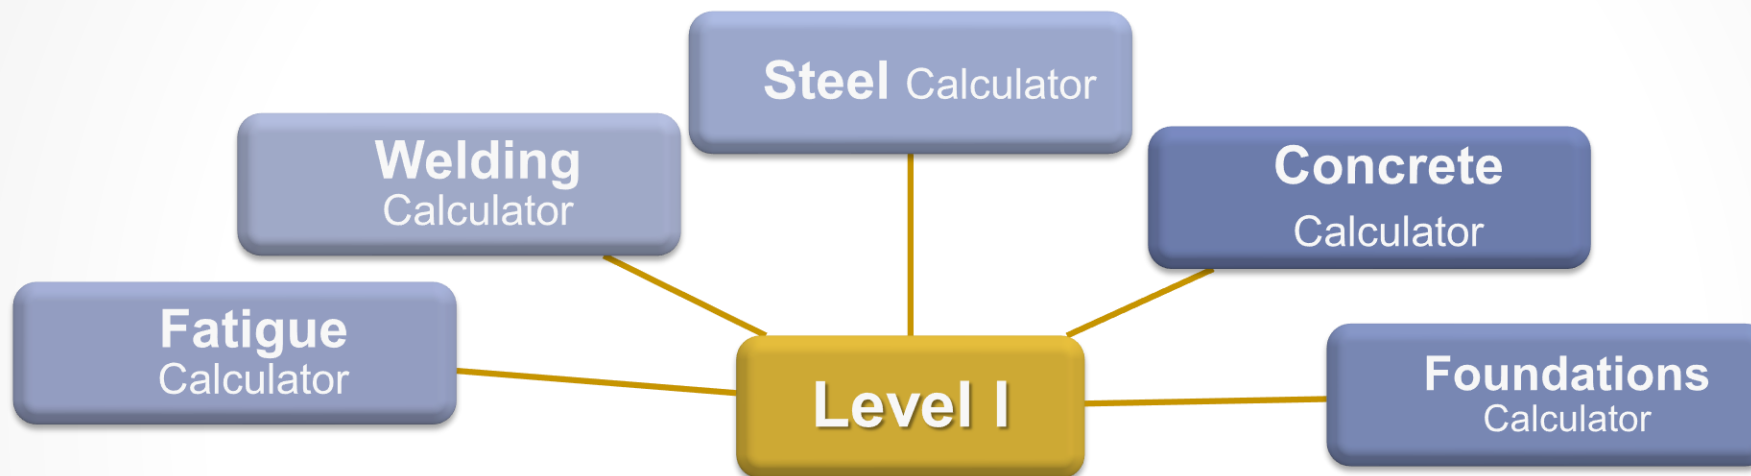 Steel Calculator
Welding
Calculator
Concrete
Calculator
Fatigue
Calculator
Foundations
Calculator
Level I